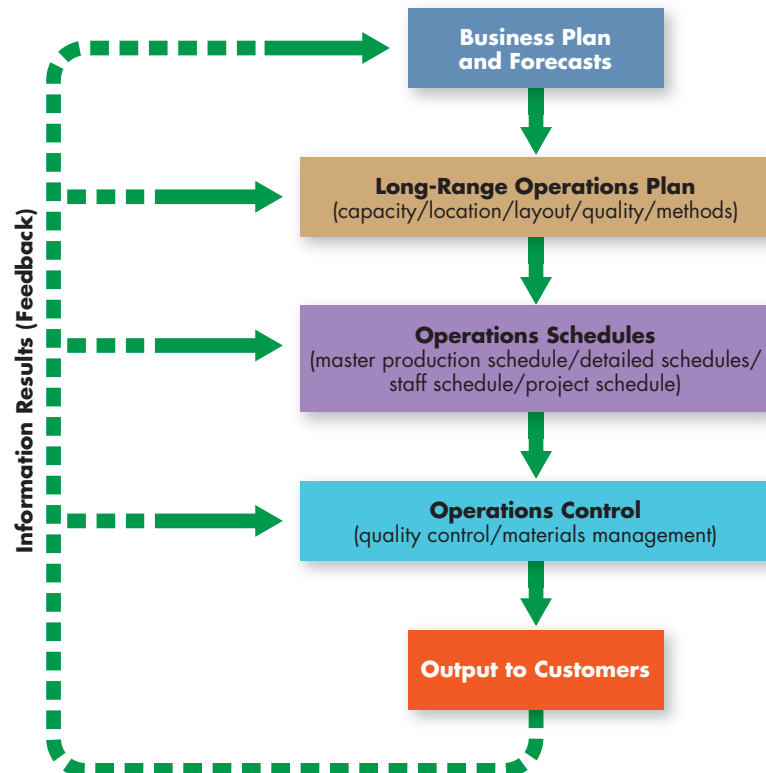 Business Plan
and Forecasts
Long-Range Operations Plan
(capacity/location/layout/quality/methods)
Information Results (Feedback)
Operations Schedules
(master production schedule/detailed schedules/
staff schedule/project schedule)
Operations Control
(quality control/materials management)
Output to Customers